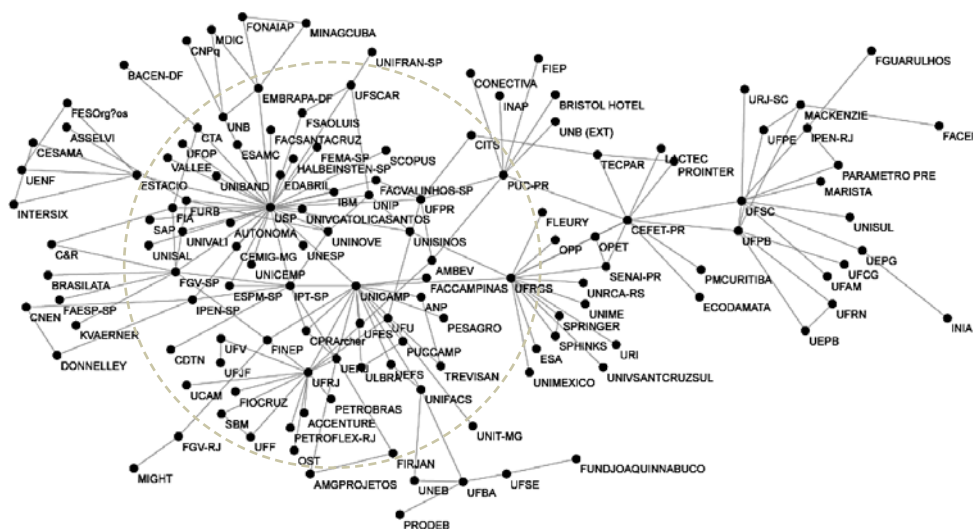 FONAIAP
MDIC
MINAGCUBA
CNPq
UNIFRAN-SP
FIEP
FGUARULHOS
BACEN-DF
CONECTIVA
EMBRAPA-DF
UFSCAR
INAP
BRISTOL HOTEL
URJ-SC
MACKENZIE
FESOrg?os
UNB
FSAOLUIS
UNB (EXT)
UFPE
IPEN-RJ
FACEI
ASSELVI
CTA
FACSANTACRUZ
CITS
CESAMA
UFOP
ESAMC
FEMA-SP
SCOPUS
TECPAR
LACTEC
PROINTER
PARAMETRO PRE
VALLEE
HALBEINSTEN-SP
UENF
ESTACIO
UNIBAND
EDABRIL
FACVALINHOS-SP
PUC-PR
MARISTA
IBM
UNIP
UFPR
INTERSIX
FURB
FIA
USP
UNIVCATOLICASANTOS
FLEURY
CEFET-PR
UFSC
UNISUL
SAP
AUTONOMA
UNIVALI
UNINOVE
UNISINOS
OPP
OPET
UFPB
UEPG
C&R
UNISAL
CEMIG-MG
UNESP
AMBEV
SENAI-PR
UFCG
UNICEMP
FGV-SP
FACCAMPINAS
UFRGS
PMCURITIBA
UFAM
BRASILATA
ESPM-SP
IPT-SP
UNICAMP
UNRCA-RS
ECODAMATA
FAESP-SP
IPEN-SP
ANP
UNIME
UFRN
CNEN
PESAGRO
SPRINGER
INIA
KVAERNER
CPRArcher
UFES
UFU
SPHINKS
UEPB
DONNELLEY
FINEP
PUCCAMP
ESA
URI
CDTN
UFV
ULBRA
UEFS
TREVISAN
UNIMEXICO
UNIVSANTCRUZSUL
UFJF
UFRJ
UNIFACS
UCAM
FIOCRUZ
PETROBRAS
SBM
ACCENTURE
UNIT-MG
FGV-RJ
UFF
PETROFLEX-RJ
OST
FIRJAN
MIGHT
AMGPROJETOS
UNEB
UFBA
UFSE
FUNDJOAQUINNABUCO
PRODEB